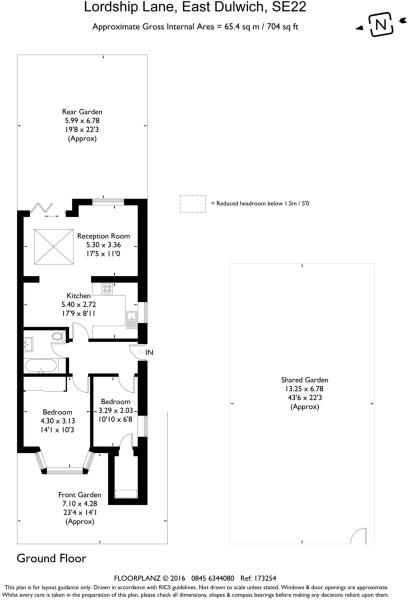 Lordship Lane, East Dulwich, SE22
Approximate Gross Internal Area = 65.4 sq m / 704 sq ft
N
Rear Garden
5.99 x 6.78
19'8 x 22'3
(Approx)
= Reduced headroom below 1.5m / 5'0
Reception Room
5.30 x 3.36
17'5 x 11'0
Kitchen
5.40 x 2.72
17'9 x 8'11
IN
Bedroom
4.30 x 3.13
14'1 x 10'3
Bedroom
3.29 x 2.03
10'10 x 6'8
Shared Garden
13.25 x 6.78
43'6 x 22'3
(Approx)
Front Garden
7.10 x 4.28
23'4 x 14'1
(Approx)
Ground Floor
FLOORPLANZ © 2016 0845 6344080 Ref: 173254
This plan is for layout guidance only. Drawn in accordance with RICS guidelines. Not drawn to scale unless stated. Windows & door openings are approximate.
Whilst every care is taken in the preparation of this plan, please check all dimensions, shapes & compass bearings before making any decisions reliant upon them.